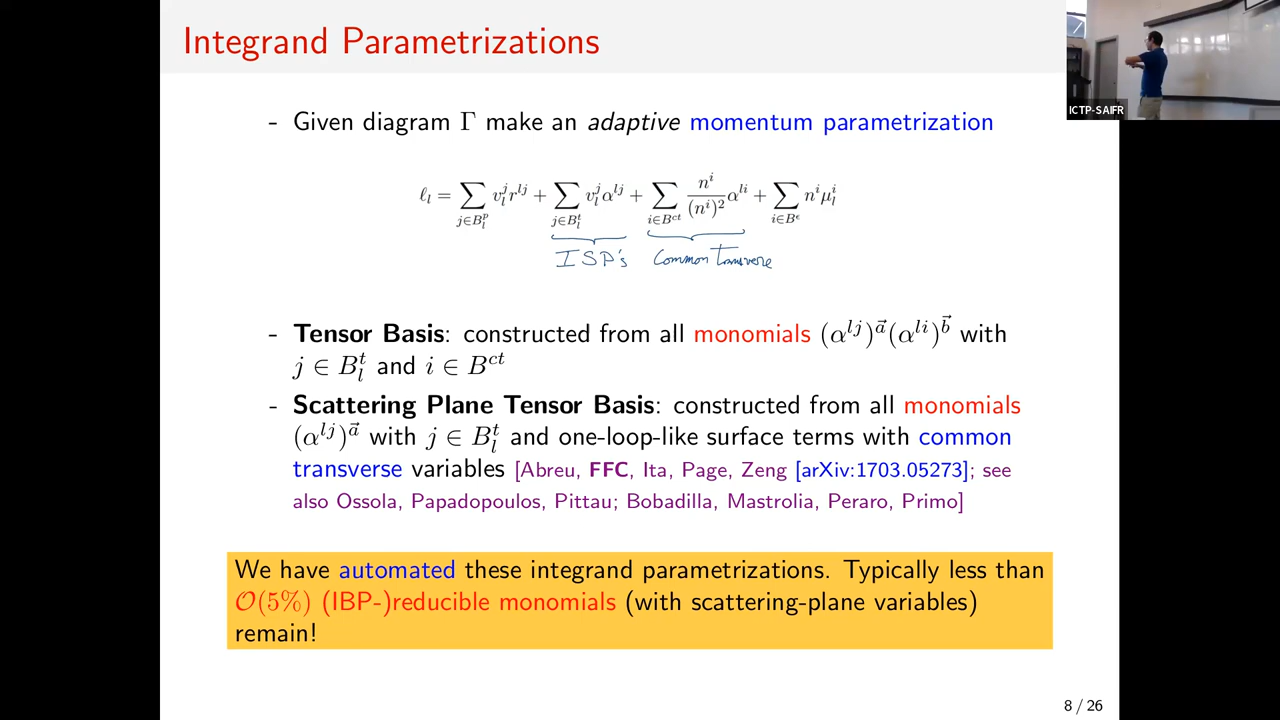 Integrand Parametrizations
ICTP-SAIFR
- Given diagram Γ make an adaptive momentum parametrization
ℓ_l = ∑_{j∈B_l^p} v_l^j r^{lj} + ∑_{j∈B_l^t} v_l^j α^{lj} + ∑_{i∈B^{ct}} n^i/(n^i)^2 α^{li} + ∑_{i∈B^ϵ} n^i μ_l^i
ISP's Common Transverse
- Tensor Basis: constructed from all monomials (α^{lj})^{\vec{a}}(α^{li})^{\vec{b}} with
j ∈ B_l^t and i ∈ B^{ct}
- Scattering Plane Tensor Basis: constructed from all monomials
(α^{lj})^{\vec{a}} with j ∈ B_l^t and one-loop-like surface terms with common
transverse variables [Abreu, FFC, Ita, Page, Zeng [arXiv:1703.05273]; see
also Ossola, Papadopoulos, Pittau; Bobadilla, Mastrolia, Peraro, Primo]
We have automated these integrand parametrizations. Typically less than
O(5%) (IBP-)reducible monomials (with scattering-plane variables)
remain!
8 / 26